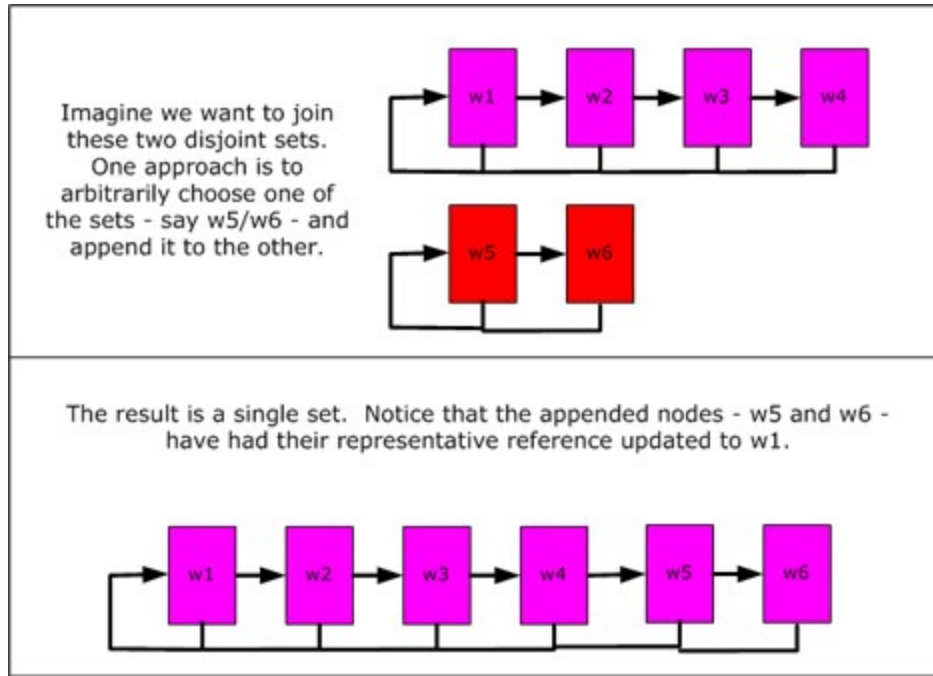 Imagine we want to join
these two disjoint sets.
One approach is to
arbitrarily choose one of
the sets - say w5/w6 - and
append it to the other.
w1
w2
w3
w4
w5
w6
The result is a single set.  Notice that the appended nodes - w5 and w6 -
have had their representative reference updated to w1.
w1
w2
w3
w4
w5
w6